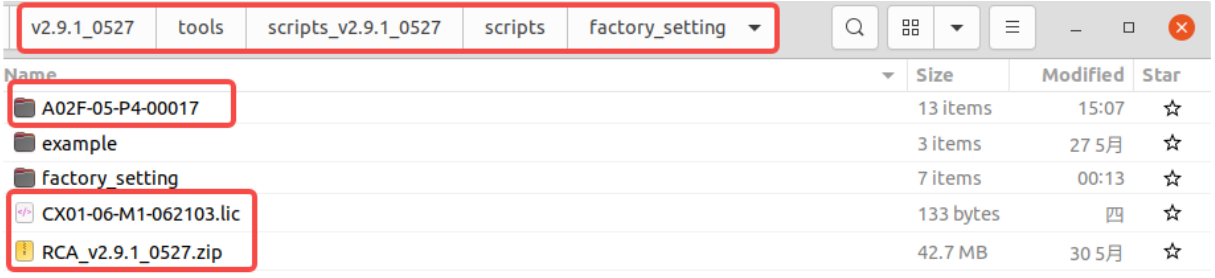 v2.9.1_0527 tools scripts_v2.9.1_0527 scripts factory_setting
Name Size Modified Star
A02F-05-P4-00017 13 items 15:07
example 3 items 27 5月
factory_setting 7 items 00:13
CX01-06-M1-062103.lic 133 bytes 四
RCA_v2.9.1_0527.zip 42.7 MB 30 5月